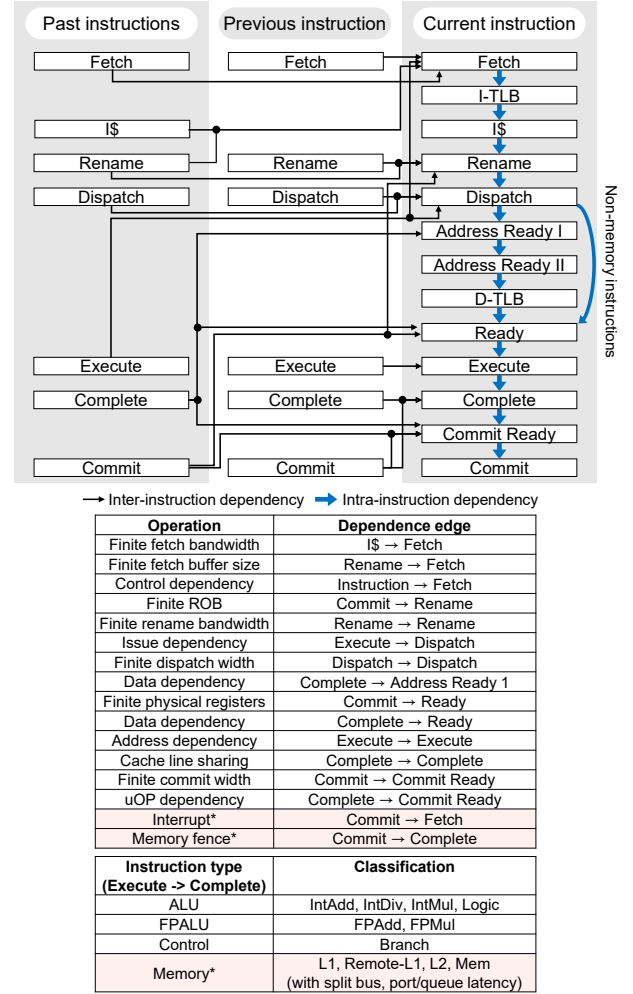 Past instructions Previous instruction Current instruction
Fetch Fetch Fetch
I-TLB
I$ I$
Rename Rename Rename
Dispatch Dispatch Dispatch
Address Ready I
Address Ready II
D-TLB
Ready
Execute Execute Execute
Complete Complete Complete
Commit Ready
Commit Commit Commit
Non-memory instructions
Inter-instruction dependency Intra-instruction dependency
Operation Dependence edge
Finite fetch bandwidth I$ → Fetch
Finite fetch buffer size Rename → Fetch
Control dependency Instruction → Fetch
Finite ROB Commit → Rename
Finite rename bandwidth Rename → Rename
Issue dependency Execute → Dispatch
Finite dispatch width Dispatch → Dispatch
Data dependency Complete → Address Ready 1
Finite physical registers Commit → Ready
Data dependency Complete → Ready
Address dependency Execute → Execute
Cache line sharing Complete → Complete
Finite commit width Commit → Commit Ready
uOP dependency Complete → Commit Ready
Interrupt* Commit → Fetch
Memory fence* Commit → Complete
Instruction type Classification
(Execute -> Complete)
ALU IntAdd, IntDiv, IntMul, Logic
FPALU FPAdd, FPMul
Control Branch
Memory* L1, Remote-L1, L2, Mem
(with split bus, port/queue latency)